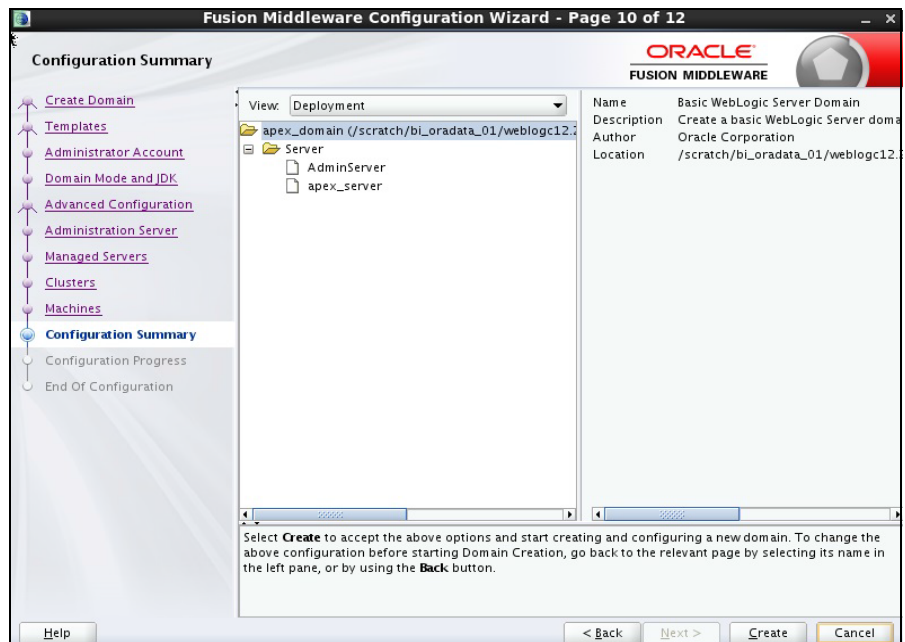 Fusion Middleware Configuration Wizard - Page 10 of 12
Configuration Summary
ORACLE
FUSION MIDDLEWARE
Create Domain
Templates
Administrator Account
Domain Mode and JDK
Advanced Configuration
Administration Server
Managed Servers
Clusters
Machines
Configuration Summary
Configuration Progress
End Of Configuration
View: Deployment
apex_domain (/scratch/bi_oradata_01/weblogc12.2
Server
AdminServer
apex_server
Name Basic WebLogic Server Domain
Description Create a basic WebLogic Server doma
Author Oracle Corporation
Location /scratch/bi_oradata_01/weblogc12.
Select Create to accept the above options and start creating and configuring a new domain. To change the
above configuration before starting Domain Creation, go back to the relevant page by selecting its name in
the left pane, or by using the Back button.
Help
< Back
Next >
Create
Cancel